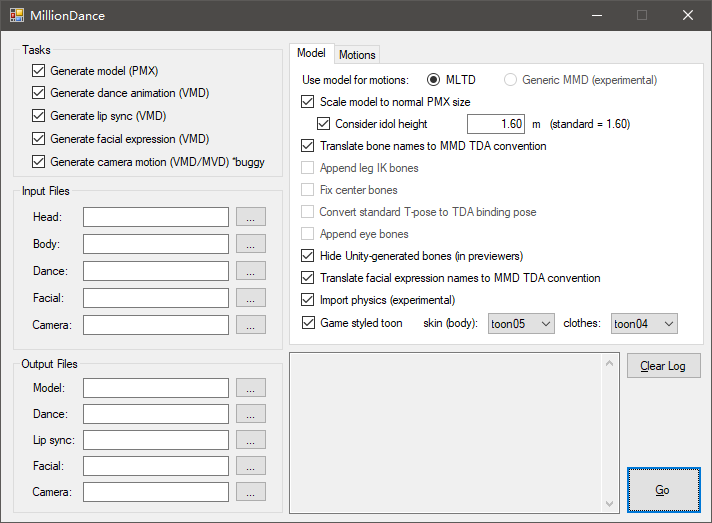 MillionDance
Tasks
Generate model (PMX)
Generate dance animation (VMD)
Generate lip sync (VMD)
Generate facial expression (VMD)
Generate camera motion (VMD/MVD) *buggy
Input Files
Head: ...
Body: ...
Dance: ...
Facial: ...
Camera: ...
Output Files
Model: ...
Dance: ...
Lip sync: ...
Facial: ...
Camera: ...
Model Motions
Use model for motions: MLTD Generic MMD (experimental)
Scale model to normal PMX size
Consider idol height 1.60 m (standard = 1.60)
Translate bone names to MMD TDA convention
Append leg IK bones
Fix center bones
Convert standard T-pose to TDA binding pose
Append eye bones
Hide Unity-generated bones (in previewers)
Translate facial expression names to MMD TDA convention
Import physics (experimental)
Game styled toon skin (body): toon05 clothes: toon04
Clear Log
Go